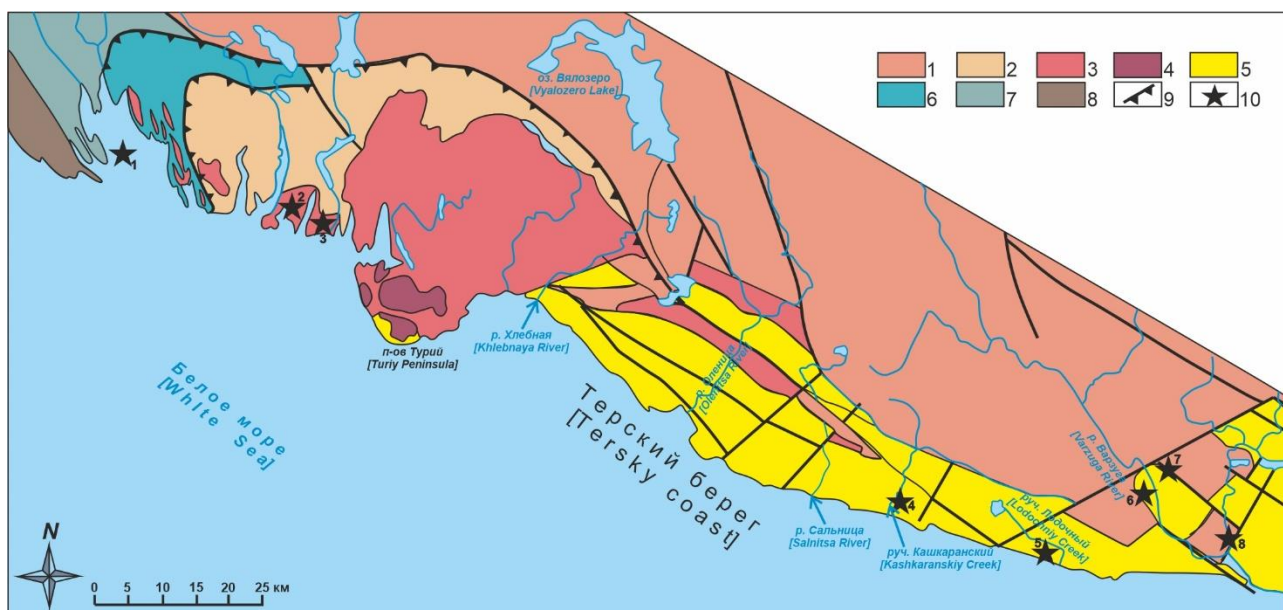 оз. Вялозеро
[Vyalozero Lake]
1
2
3
4
5
6
7
8
9
10
1
2
3
п-ов Турий
[Turiy Peninsula]
р. Хлебная
[Khlebnaya River]
р. Оленица
[Olenitsa River]
Белое море
[White Sea]
Терский берег
[Tersky coast]
р. Варзуга
[Varzuga River]
7
6
4
руч. Лодочный
[Lodochniy Creek]
5
8
р. Сальница
[Salnitsa River]
руч. Кашкаранский
[Kashkaranskiy Creek]
N
0 5 10 15 20 25 км